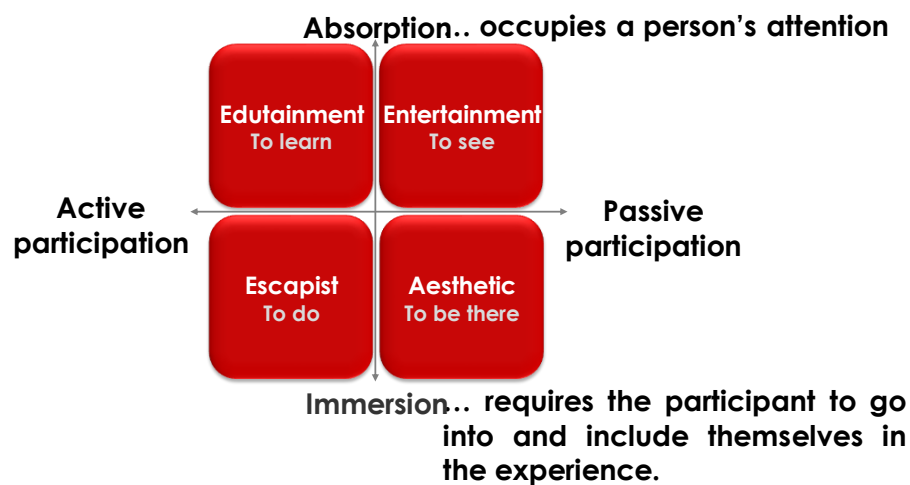 Absorption… occupies a person's attention
Edutainment
To learn
Entertainment
To see
Active
participation
Passive
participation
Escapist
To do
Aesthetic
To be there
Immersion… requires the participant to go
into and include themselves in
the experience.